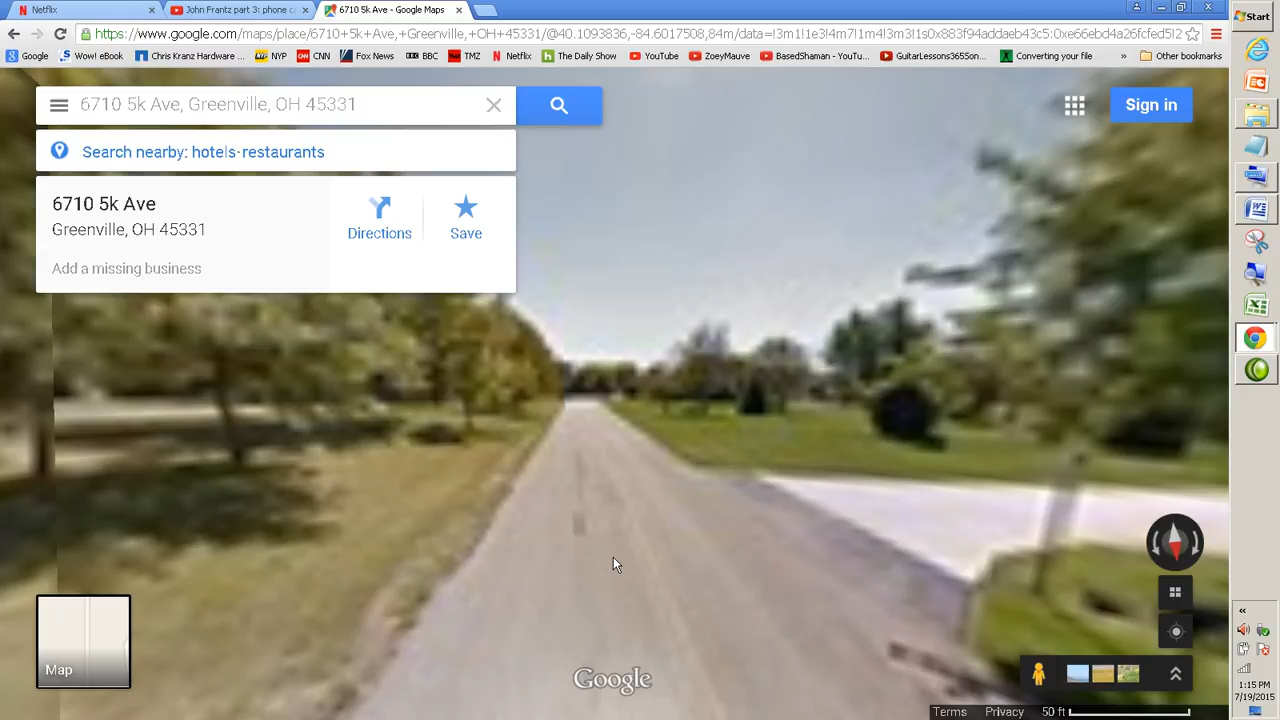 Netflix
John Frantz part 3: phone c
6710 5k Ave - Google Maps
Start
https://www.google.com/maps/place/6710+5k+Ave,+Greenville,+OH+45331/@40.1093836,-84.6017508,84m/data=!3m1!1e3!4m7!1m4!3m3!1s0x883f94addaeb43c5:0xe66ebd4a26fcfed5!2
Google
Wow! eBook
Chris Kranz Hardware ...
NYP
CNN
Fox News
BBC
TMZ
Netflix
The Daily Show
YouTube
ZoeyMauve
BasedShaman - YouTu...
GuitarLessons365on...
Converting your file
»
Other bookmarks
6710 5k Ave, Greenville, OH 45331
Sign in
Search nearby: hotels·restaurants
6710 5k Ave
Greenville, OH 45331
Directions
Save
Add a missing business
Map
Google
Terms
Privacy
50 ft
1:15 PM
7/19/2015